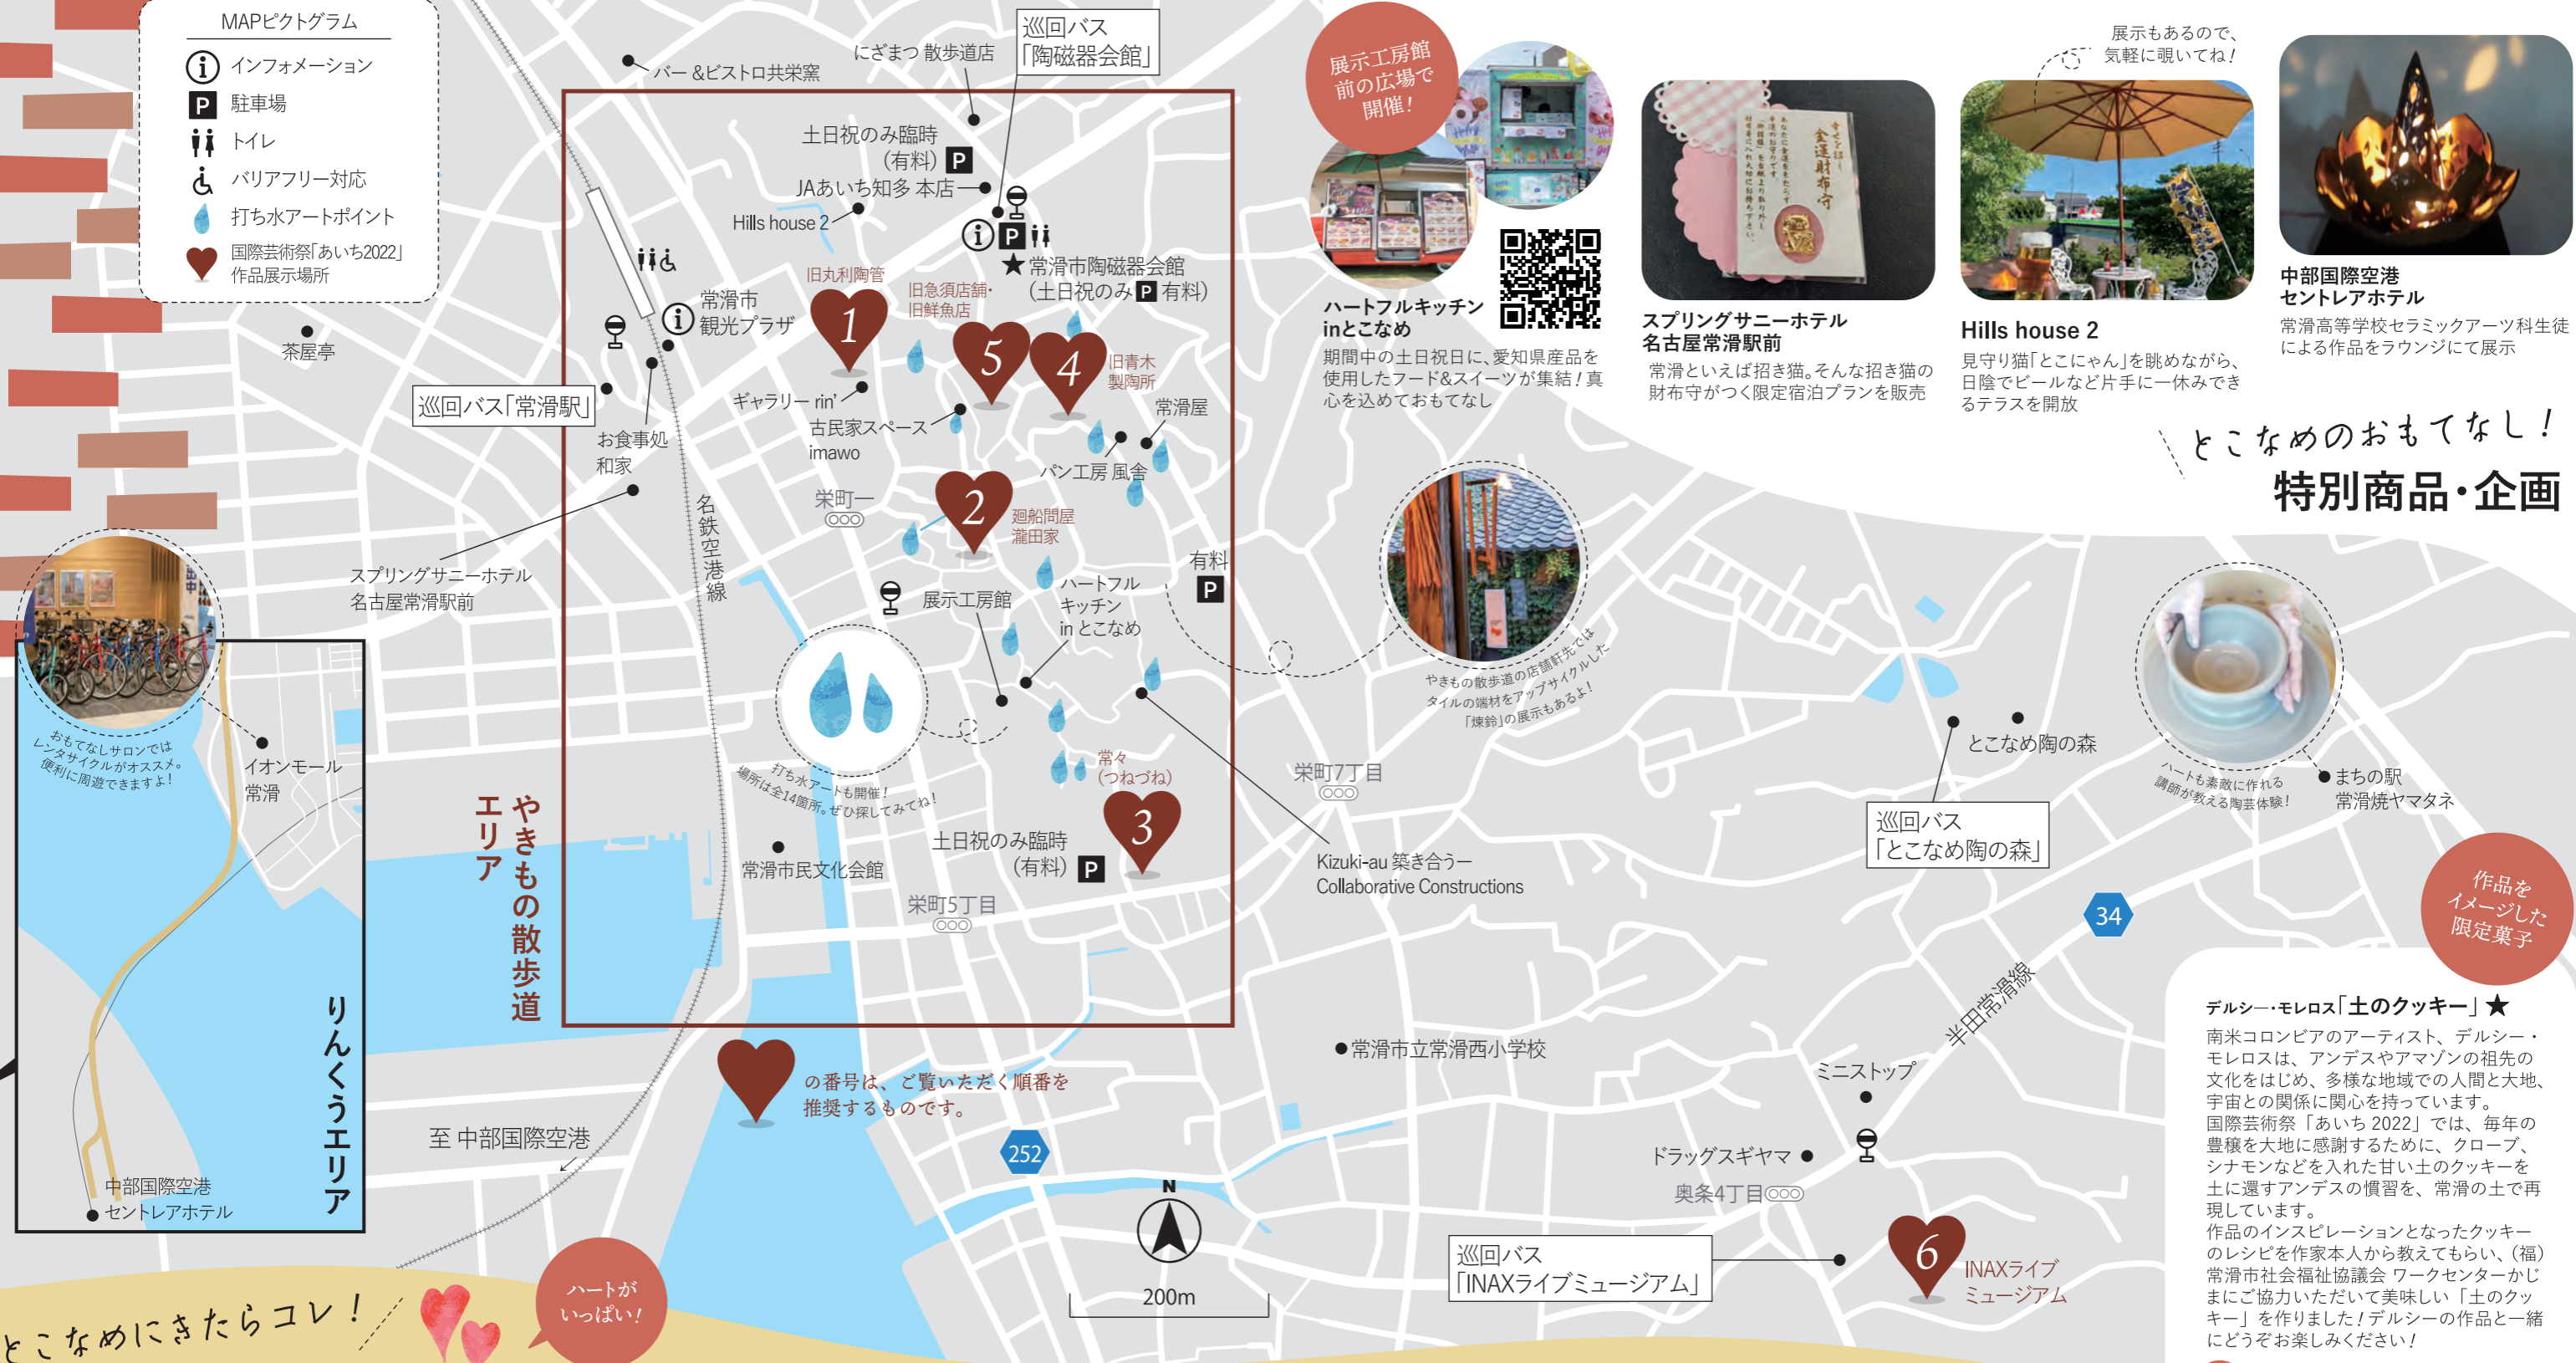 MAPピクトグラム
インフォメーション
P 駐車場
トイレ
バリアフリー対応
打ち水アートポイント
国際芸術祭「あいち2022」
作品展示場所
バー &ビストロ共栄窯
にざまつ 散歩道店
巡回バス
「陶磁器会館」
土日祝のみ臨時
(有料) P
JAあいち知多 本店
Hills house 2
i P
★常滑市陶磁器会館
(土日祝のみ P 有料)
常滑市
観光プラザ
旧丸利陶管
1
旧急須店舗・
旧鮮魚店
5
4
旧青木
製陶所
茶屋亭
巡回バス「常滑駅」
お食事処
和家
ギャラリー rin’
古民家スペース
imawo
常滑屋
パン工房 風舎
栄町一
2
廻船問屋
瀧田家
名鉄空港線
スプリングサニーホテル
名古屋常滑駅前
有料
P
展示工房館
ハートフル
キッチン
in とこなめ
打ち水アートも開催!
場所は全14箇所。ぜひ探してみてね!
常々
(つねづね)
3
土日祝のみ臨時
(有料) P
常滑市民文化会館
栄町5丁目
栄町7丁目
Kizuki-au 築き合うー
Collaborative Constructions
やきもの散歩道
エリア
おもてなしサロンでは
レンタサイクルがオススメ。
便利に周遊できますよ!
イオンモール
常滑
りんくうエリア
中部国際空港
セントレアホテル
の番号は、ご覧いただく順番を
推奨するものです。
至 中部国際空港
252
N
200m
常滑市立常滑西小学校
ミニストップ
ドラッグスギヤマ
奥条4丁目
巡回バス
「INAXライブミュージアム」
6
INAXライブ
ミュージアム
半田常滑線
34
とこなめ陶の森
巡回バス
「とこなめ陶の森」
ハートも素敵に作れる
講師が教える陶芸体験!
まちの駅
常滑焼ヤマタネ
やきもの散歩道の店舗軒先では
タイルの端材をアップサイクルした
「煉鈴」の展示もあるよ!
展示工房館
前の広場で
開催!
ハートフルキッチン
inとこなめ
期間中の土日祝日に、愛知県産品を
使用したフード&スイーツが集結!真
心を込めておもてなし
幸せを招く
金運財布守
スプリングサニーホテル
名古屋常滑駅前
常滑といえば招き猫。そんな招き猫の
財布守がつく限定宿泊プランを販売
展示もあるので、
気軽に覗いてね!
Hills house 2
見守り猫「とこにゃん」を眺めながら、
日陰でビールなど片手に一休みでき
るテラスを開放
中部国際空港
セントレアホテル
常滑高等学校セラミックアーツ科生徒
による作品をラウンジにて展示
とこなめのおもてなし!
特別商品・企画
作品を
イメージした
限定菓子
デルシー・モレロス「土のクッキー」★
南米コロンビアのアーティスト、デルシー・
モレロスは、アンデスやアマゾンの祖先の
文化をはじめ、多様な地域での人間と大地、
宇宙との関係に関心を持っています。
国際芸術祭「あいち 2022」では、毎年の
豊穣を大地に感謝するために、クローブ、
シナモンなどを入れた甘い土のクッキーを
土に還すアンデスの慣習を、常滑の土で再
現しています。
作品のインスピレーションとなったクッキー
のレシピを作家本人から教えてもらい、(福)
常滑市社会福祉協議会 ワークセンターかじ
まにご協力いただいて美味しい「土のクッ
キー」を作りました!デルシーの作品と一緒
にどうぞお楽しみください!
とこなめにきたらコレ!
ハートが
いっぱい!